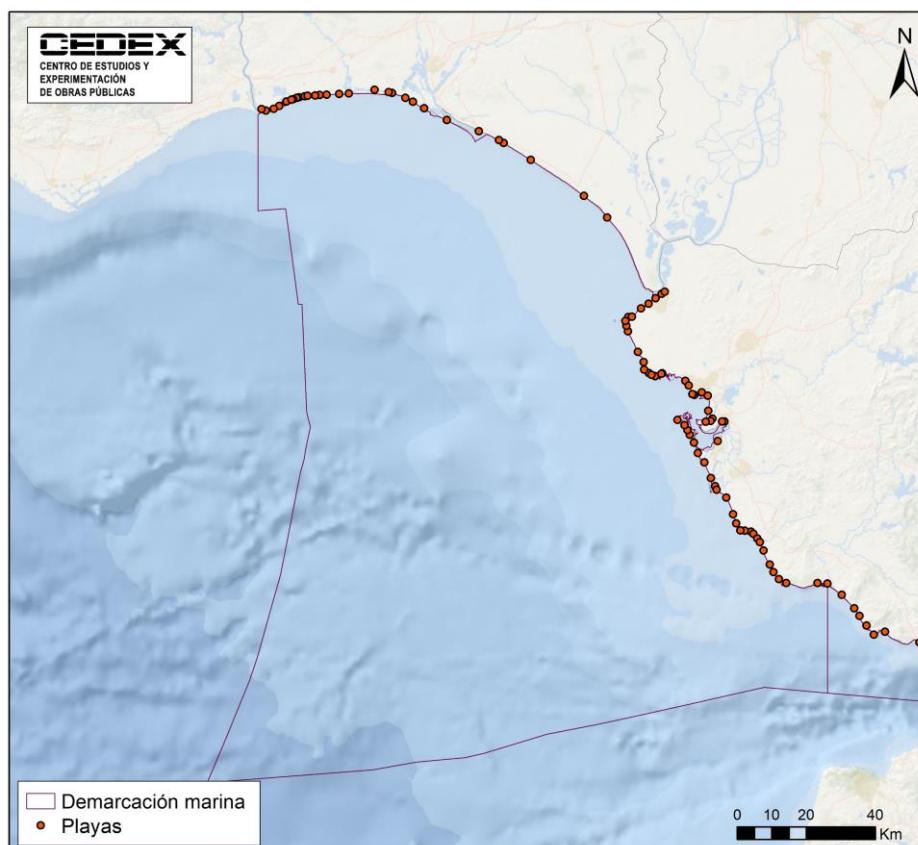 CEDEX
CENTRO DE ESTUDIOS Y
EXPERIMENTACIÓN
DE OBRAS PÚBLICAS
N
Demarcación marina
Playas
0 10 20 40
Km